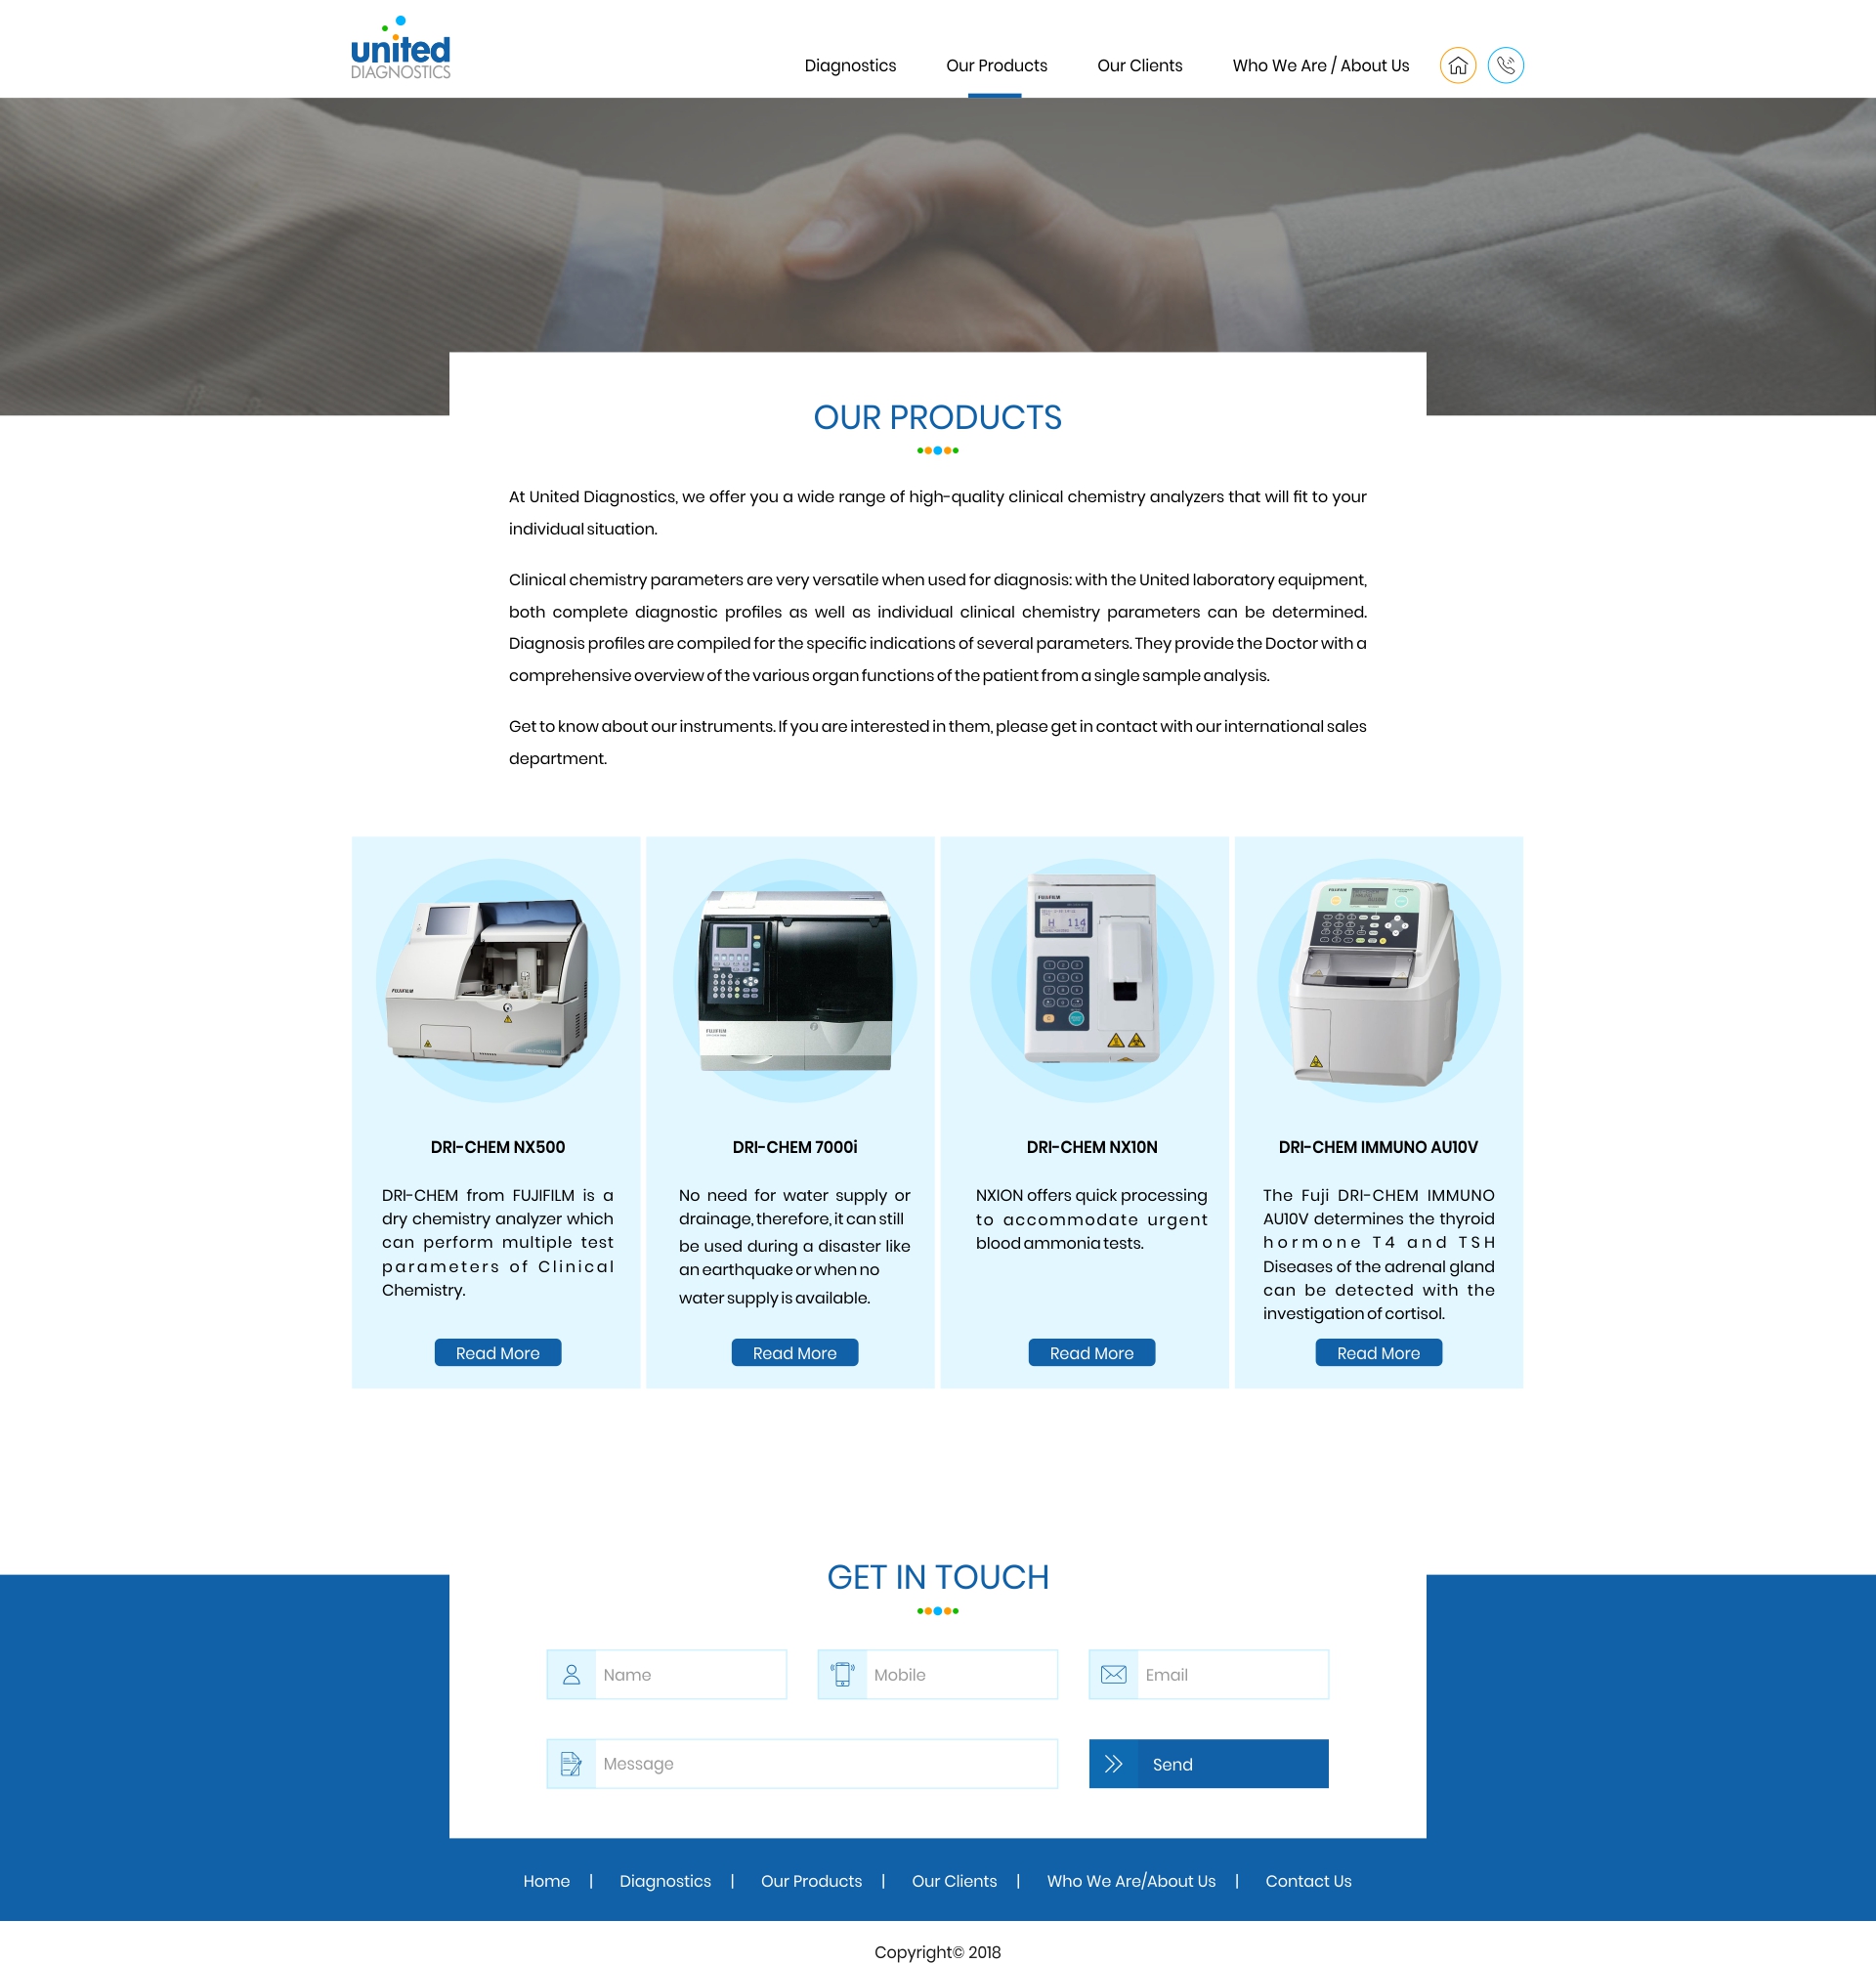 united
DIAGNOSTICS
Diagnostics
Our Products
Our Clients
Who We Are / About Us
OUR PRODUCTS
At United Diagnostics, we offer you a wide range of high-quality clinical chemistry analyzers that will fit to your
individual situation.
Clinical chemistry parameters are very versatile when used for diagnosis: with the United laboratory equipment,
both complete diagnostic profiles as well as individual clinical chemistry parameters can be determined.
Diagnosis profiles are compiled for the specific indications of several parameters. They provide the Doctor with a
comprehensive overview of the various organ functions of the patient from a single sample analysis.
Get to know about our instruments. If you are interested in them, please get in contact with our international sales
department.
FUJIFILM
FUJIFILM
FUJIFILM
H 114
FUJIFILM
DRI-CHEM NX500
DRI-CHEM from FUJIFILM is a
dry chemistry analyzer which
can perform multiple test
parameters of Clinical
Chemistry.
Read More
DRI-CHEM 7000i
No need for water supply or
drainage, therefore, it can still
be used during a disaster like
an earthquake or when no
water supply is available.
Read More
DRI-CHEM NX10N
NXION offers quick processing
to accommodate urgent
blood ammonia tests.
Read More
DRI-CHEM IMMUNO AU10V
The Fuji DRI-CHEM IMMUNO
AU10V determines the thyroid
hormone T4 and TSH
Diseases of the adrenal gland
can be detected with the
investigation of cortisol.
Read More
GET IN TOUCH
Name
Mobile
Email
Message
Send
Home | Diagnostics | Our Products | Our Clients | Who We Are/About Us | Contact Us
Copyright© 2018